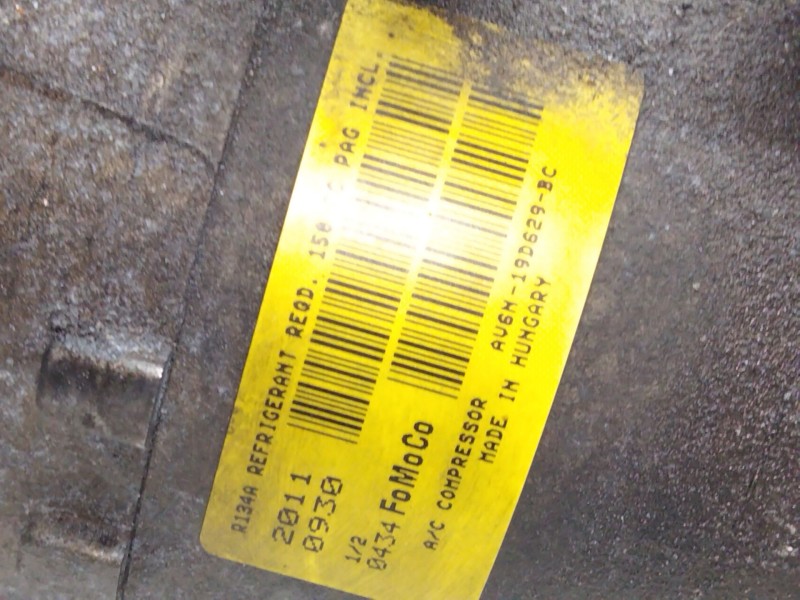 R134A REFRIGERANT REQD. PAG INCL.
2011
0930
1/2
0434 FoMoCo
A/C COMPRESSOR AV6N-19D629-BC
MADE IN HUNGARY